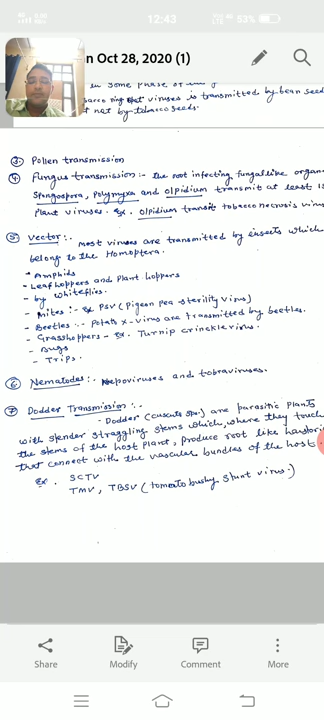 12:43
53%
n Oct 28, 2020 (1)
in some phase of
viruses is transmitted by bean seed
not by tobacco seeds.
③ Pollen transmission
④ Fungus transmission :- The root infecting fungal like organ
Spongospora, Polymyxa and Olpidium transmit at least 1
Plant viruses. Ex. Olpidium transit tobacco necrosis virus
⑤ Vector :- most viruses are transmitted by insects which
belong to the Homoptera.
- Amphids
- Leaf hoppers and Plant hoppers
- by whiteflies.
- Mites :- Ex PSV (Pigeon pea sterility virus)
- Beetles :- Potato x-virus are transmitted by beetles.
- Grasshoppers - Ex. Turnip crinckle virus.
- Bugs
- Trips.
⑥ Nematodes :- Nepoviruses and tobraviruses.
⑦ Dodder Transmission :-
- Dodder (cuscuta spp.) are parasitic plants
with slender straggling stems which, where they touch
the stems of the host plant, produce root like haustori
that connect with the vascular bundles of the host.
Ex. SCTV
TMV, TBSV (tomato bushy stunt virus.)
Share
Modify
Comment
More